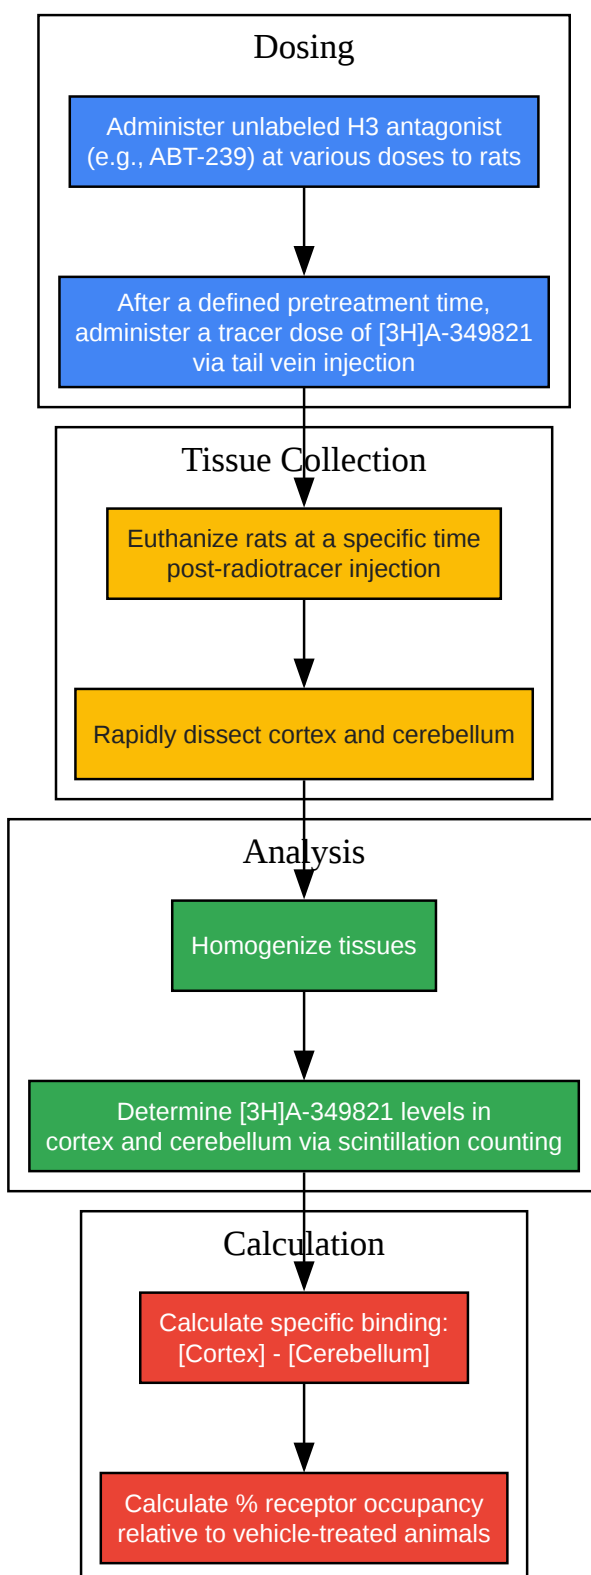 Dosing
Administer unlabeled H3 antagonist
(e.g., ABT-239) at various doses to rats
After a defined pretreatment time,
administer a tracer dose of [3H]A-349821
via tail vein injection
Tissue Collection
Euthanize rats at a specific time
post-radiotracer injection
Rapidly dissect cortex and cerebellum
Analysis
Homogenize tissues
Determine [3H]A-349821 levels in
cortex and cerebellum via scintillation counting
Calculation
Calculate specific binding:
[Cortex] - [Cerebellum]
Calculate % receptor occupancy
relative to vehicle-treated animals